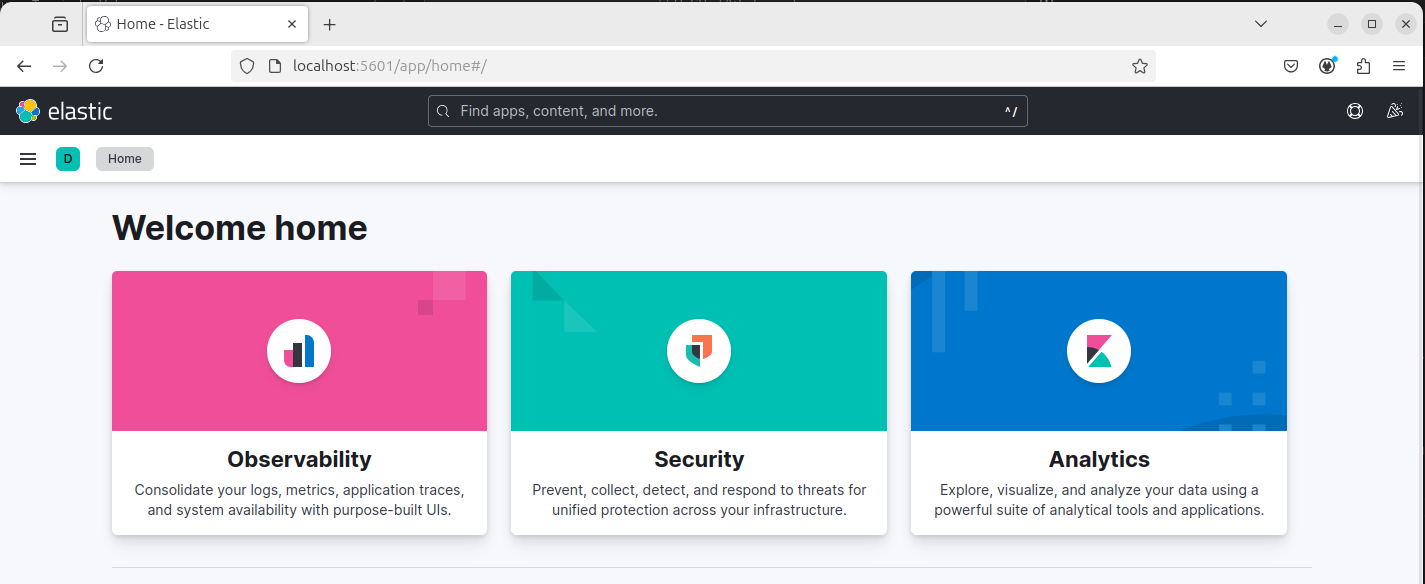 Home - Elastic
localhost:5601/app/home#/
elastic
Find apps, content, and more.
^ /
D
Home
Welcome home
Observability
Consolidate your logs, metrics, application traces,
and system availability with purpose-built UIs.
Security
Prevent, collect, detect, and respond to threats for
unified protection across your infrastructure.
Analytics
Explore, visualize, and analyze your data using a
powerful suite of analytical tools and applications.